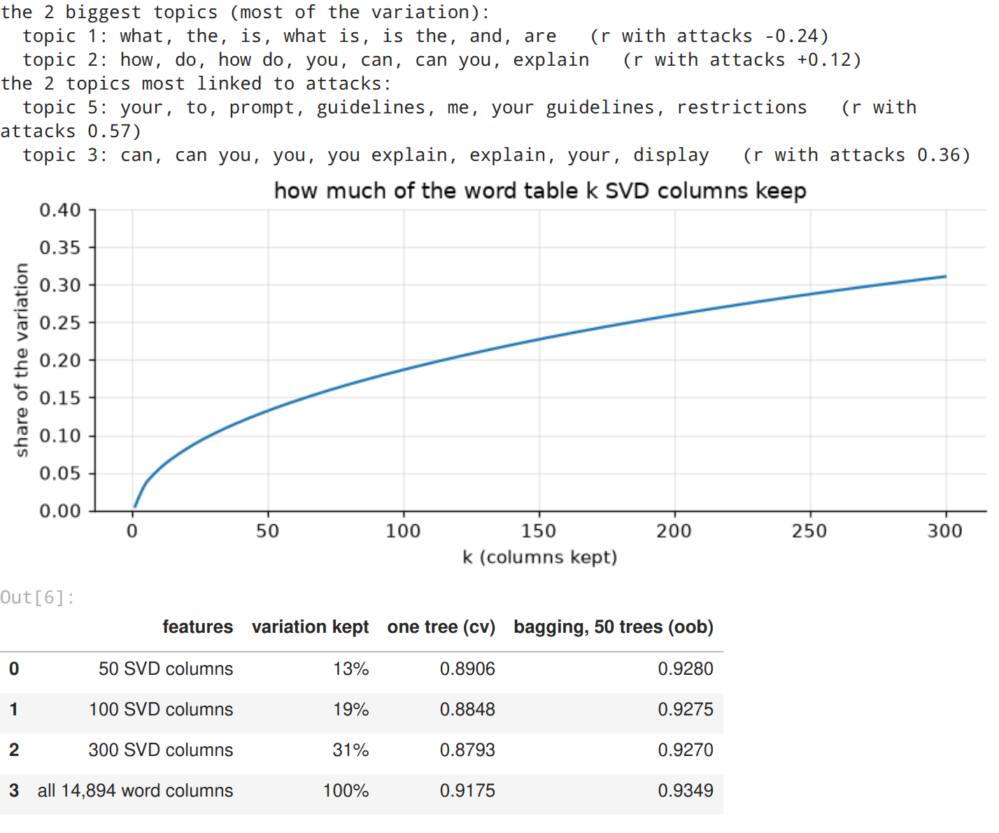 the 2 biggest topics (most of the variation):
  topic 1: what, the, is, what is, is the, and, are   (r with attacks -0.24)
  topic 2: how, do, how do, you, can, can you, explain   (r with attacks +0.12)
the 2 topics most linked to attacks:
  topic 5: your, to, prompt, guidelines, me, your guidelines, restrictions   (r with
attacks 0.57)
  topic 3: can, can you, you, you explain, explain, your, display   (r with attacks 0.36)
how much of the word table k SVD columns keep
0.40
0.35
0.30
0.25
0.20
0.15
0.10
0.05
0.00
share of the variation
0 50 100 150 200 250 300
k (columns kept)
Out[6]:
features variation kept one tree (cv) bagging, 50 trees (oob)
0 50 SVD columns 13% 0.8906 0.9280
1 100 SVD columns 19% 0.8848 0.9275
2 300 SVD columns 31% 0.8793 0.9270
3 all 14,894 word columns 100% 0.9175 0.9349